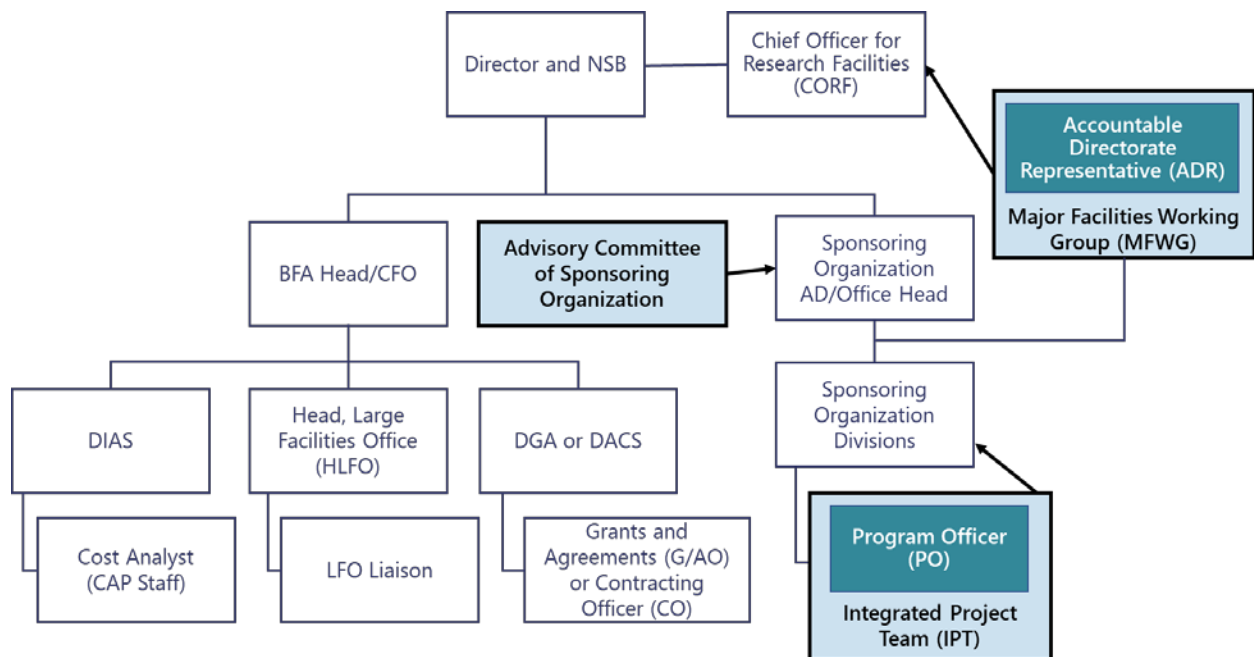 Director and NSB
Chief Officer for
Research Facilities
(CORF)
Accountable
Directorate
Representative (ADR)
Major Facilities Working
Group (MFWG)
BFA Head/CFO
Advisory Committee
of Sponsoring
Organization
Sponsoring
Organization
AD/Office Head
DIAS
Head, Large
Facilities Office
(HLFO)
DGA or DACS
Sponsoring
Organization
Divisions
Cost Analyst
(CAP Staff)
LFO Liaison
Grants and
Agreements (G/AO)
or Contracting
Officer (CO)
Program Officer
(PO)
Integrated Project
Team (IPT)